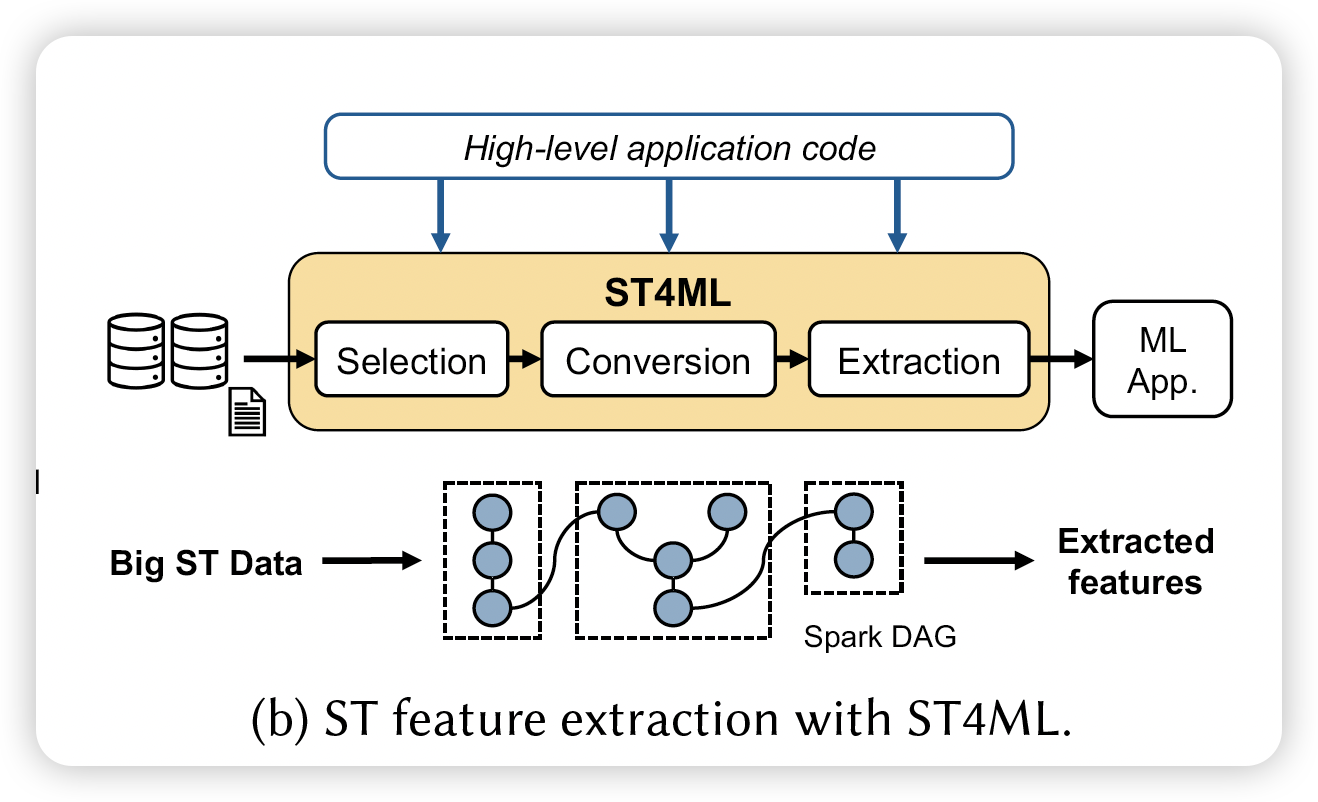 High-level application code
ST4ML
Selection
Conversion
Extraction
ML
App.
Big ST Data
Extracted
features
Spark DAG
(b) ST feature extraction with ST4ML.